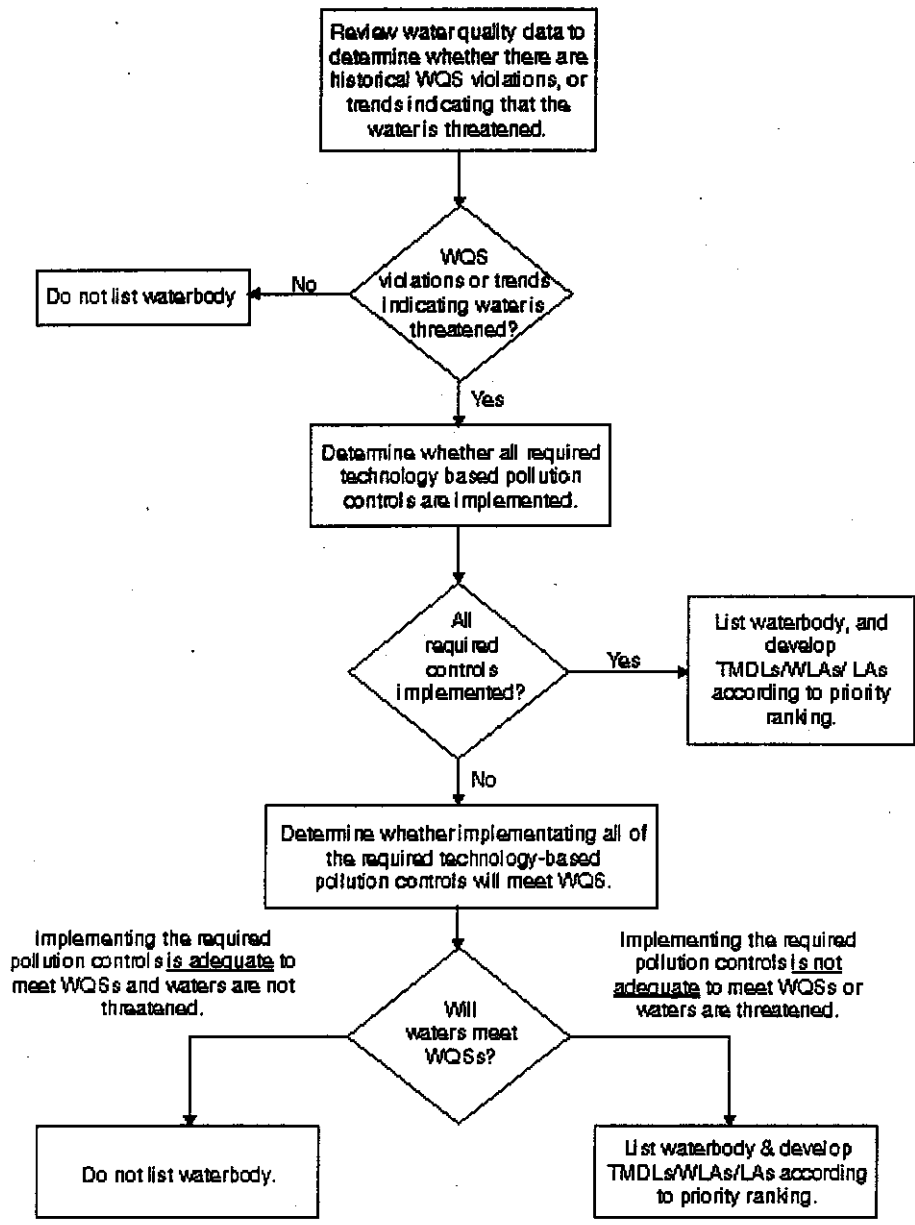 Review water quality data to
determine whether there are
historical WQS violations, or
trends indicating that the
water is threatened.
WQS
violations or trends
indicating water is
threatened?
No
Do not list waterbody
Yes
Determine whether all required
technology based pollution
controls are implemented.
All
required
controls
implemented?
Yes
List waterbody, and
develop
TMDLs/WLAs/ LAs
according to priority
ranking.
No
Determine whether implementating all of
the required technology-based
pollution controls will meet WQS.
Implementing the required
pollution controls is adequate to
meet WQSs and waters are not
threatened.
Implementing the required
pollution controls is not
adequate to meet WQSs or
waters are threatened.
Will
waters meet
WQSs?
Do not list waterbody.
List waterbody & develop
TMDLs/WLAs/LAs according
to priority ranking.